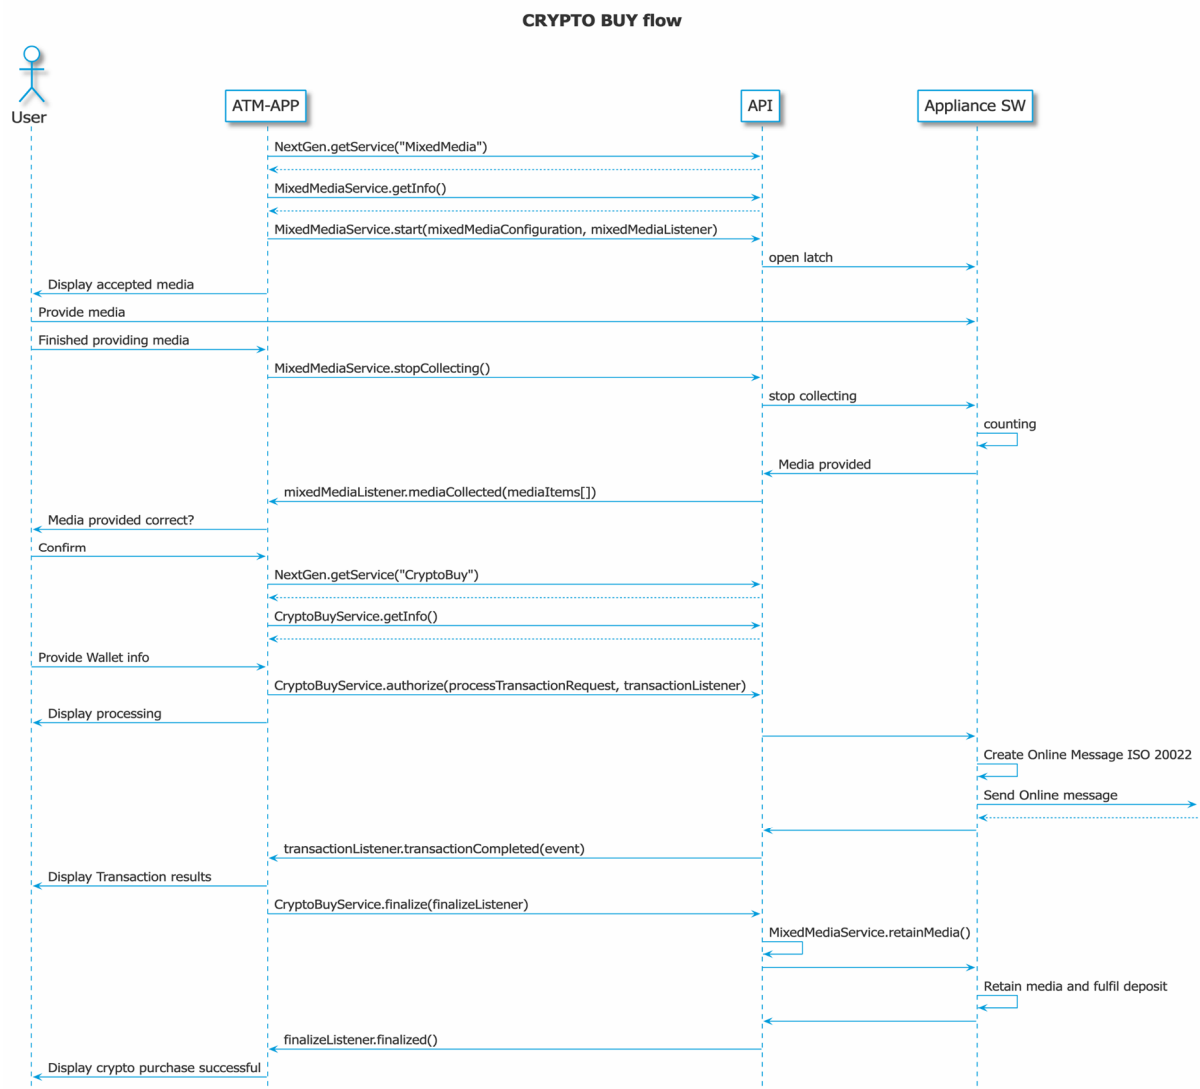 CRYPTO BUY flow
User
ATM-APP
API
Appliance SW
NextGen.getService("MixedMedia")
MixedMediaService.getInfo()
MixedMediaService.start(mixedMediaConfiguration, mixedMediaListener)
open latch
Display accepted media
Provide media
Finished providing media
MixedMediaService.stopCollecting()
stop collecting
counting
Media provided
mixedMediaListener.mediaCollected(mediaItems[])
Media provided correct?
Confirm
NextGen.getService("CryptoBuy")
CryptoBuyService.getInfo()
Provide Wallet info
CryptoBuyService.authorize(processTransactionRequest, transactionListener)
Display processing
Create Online Message ISO 20022
Send Online message
transactionListener.transactionCompleted(event)
Display Transaction results
CryptoBuyService.finalize(finalizeListener)
MixedMediaService.retainMedia()
Retain media and fulfil deposit
finalizeListener.finalized()
Display crypto purchase successful